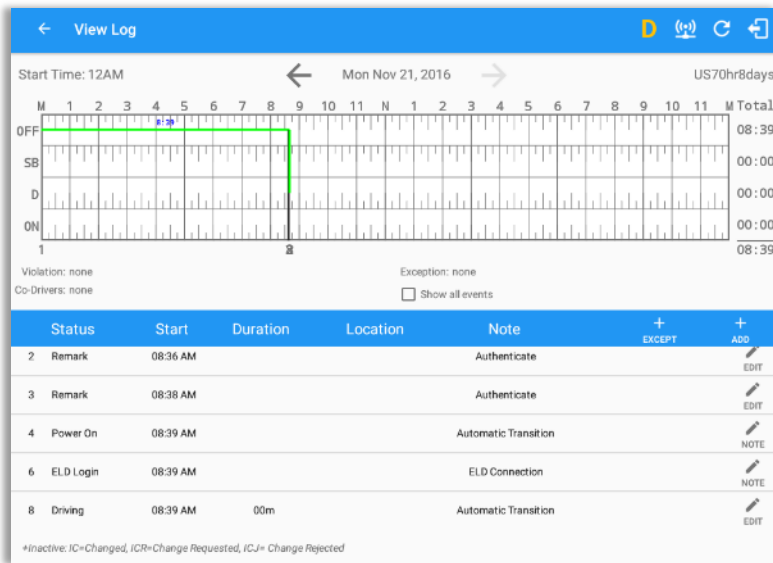 View Log D
Start Time: 12AM Mon Nov 21, 2016 US70hr8days
M 1 2 3 4 5 6 7 8 9 10 11 N 1 2 3 4 5 6 7 8 9 10 11 M Total
8:39
OFF 08:39
SB 00:00
D 00:00
ON 00:00
1 08:39
Violation: none Exception: none
Co-Drivers: none Show all events
Status Start Duration Location Note + EXCEPT + ADD
2 Remark 08:36 AM Authenticate EDIT
3 Remark 08:38 AM Authenticate EDIT
4 Power On 08:39 AM Automatic Transition NOTE
6 ELD Login 08:39 AM ELD Connection NOTE
8 Driving 08:39 AM 00m Automatic Transition EDIT
*Inactive: IC=Changed, ICR=Change Requested, ICJ= Change Rejected